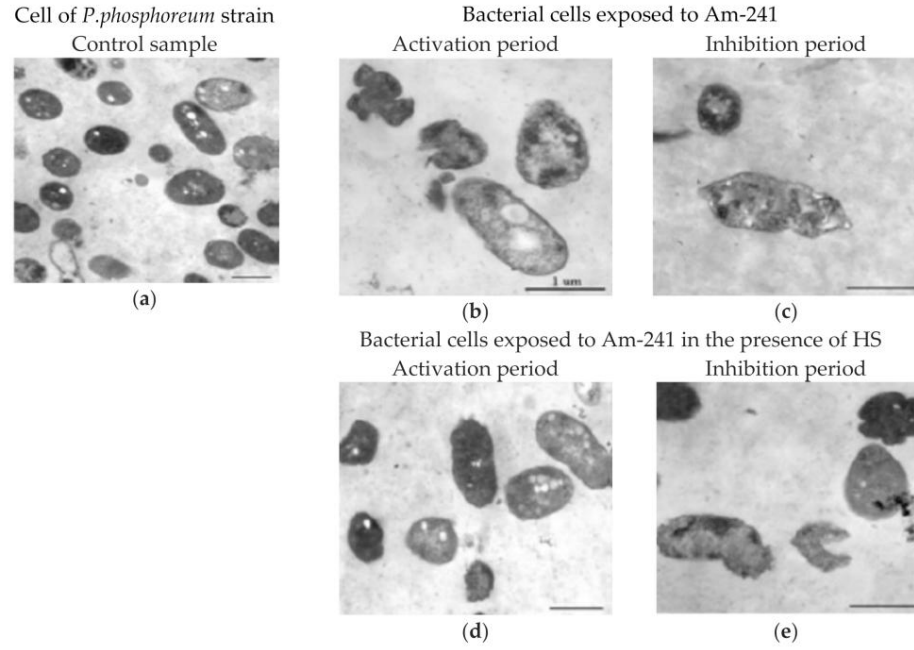 Cell of P.phosphoreum strain
Control sample
Bacterial cells exposed to Am-241
Activation period
Inhibition period
1 um
(a)
(b)
(c)
Bacterial cells exposed to Am-241 in the presence of HS
Activation period
Inhibition period
(d)
(e)